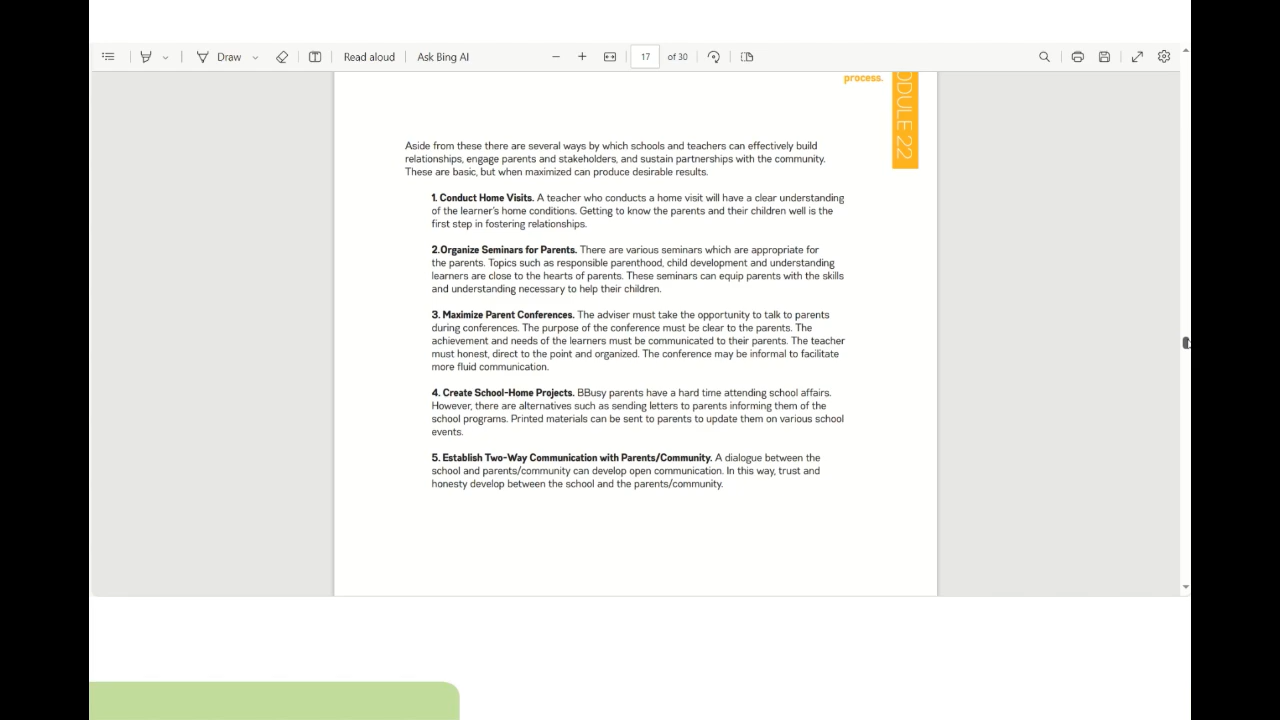 Draw
Read aloud
Ask Bing AI
17
of 30
process.
ODULE 22
Aside from these there are several ways by which schools and teachers can effectively build
relationships, engage parents and stakeholders, and sustain partnerships with the community.
These are basic, but when maximized can produce desirable results.
1. Conduct Home Visits. A teacher who conducts a home visit will have a clear understanding
of the learner's home conditions. Getting to know the parents and their children well is the
first step in fostering relationships.
2.Organize Seminars for Parents. There are various seminars which are appropriate for
the parents. Topics such as responsible parenthood, child development and understanding
learners are close to the hearts of parents. These seminars can equip parents with the skills
and understanding necessary to help their children.
3. Maximize Parent Conferences. The adviser must take the opportunity to talk to parents
during conferences. The purpose of the conference must be clear to the parents. The
achievement and needs of the learners must be communicated to their parents. The teacher
must honest, direct to the point and organized. The conference may be informal to facilitate
more fluid communication.
4. Create School-Home Projects. BBusy parents have a hard time attending school affairs.
However, there are alternatives such as sending letters to parents informing them of the
school programs. Printed materials can be sent to parents to update them on various school
events.
5. Establish Two-Way Communication with Parents/Community. A dialogue between the
school and parents/community can develop open communication. In this way, trust and
honesty develop between the school and the parents/community.